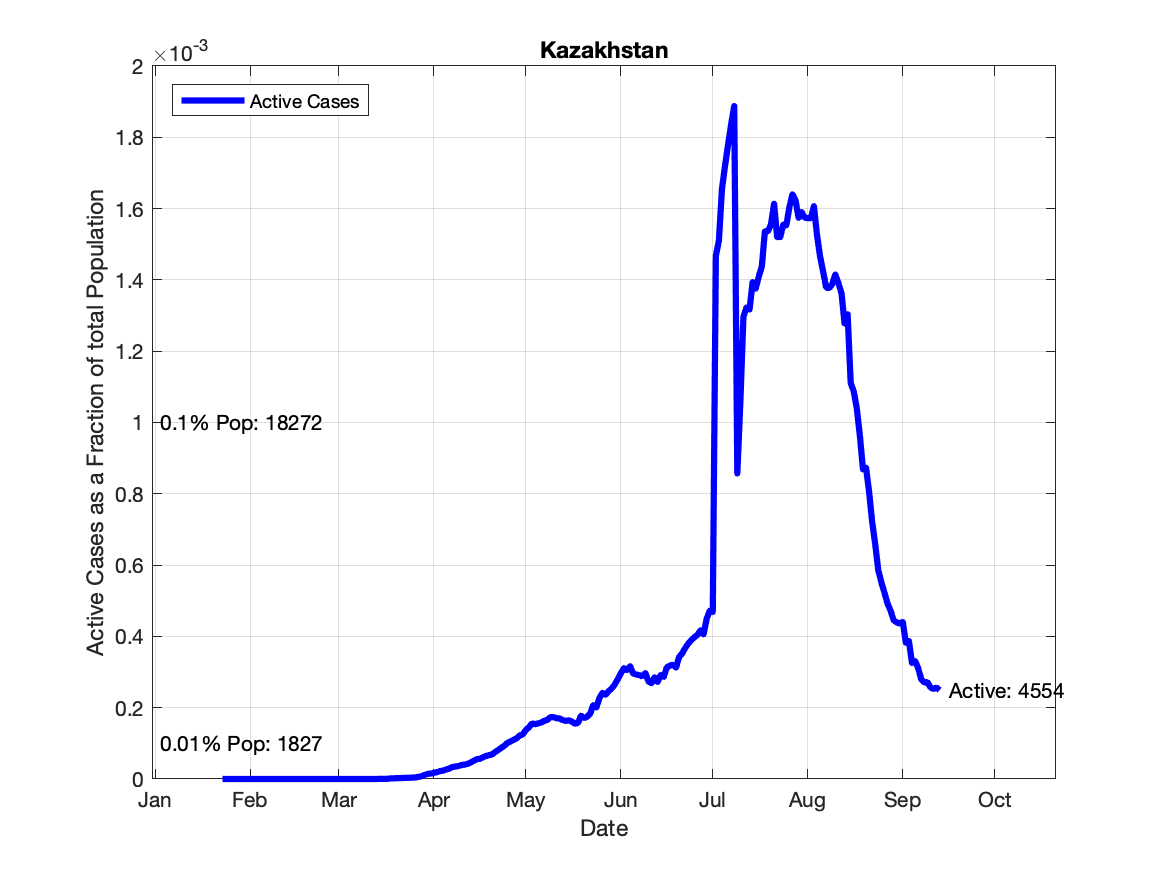 Kazakhstan
×10-3
Active Cases
2
1.8
1.6
1.4
1.2
1
0.8
0.6
0.4
0.2
0
Active Cases as a Fraction of total Population
0.1% Pop: 18272
0.01% Pop: 1827
Active: 4554
Jan Feb Mar Apr May Jun Jul Aug Sep Oct
Date